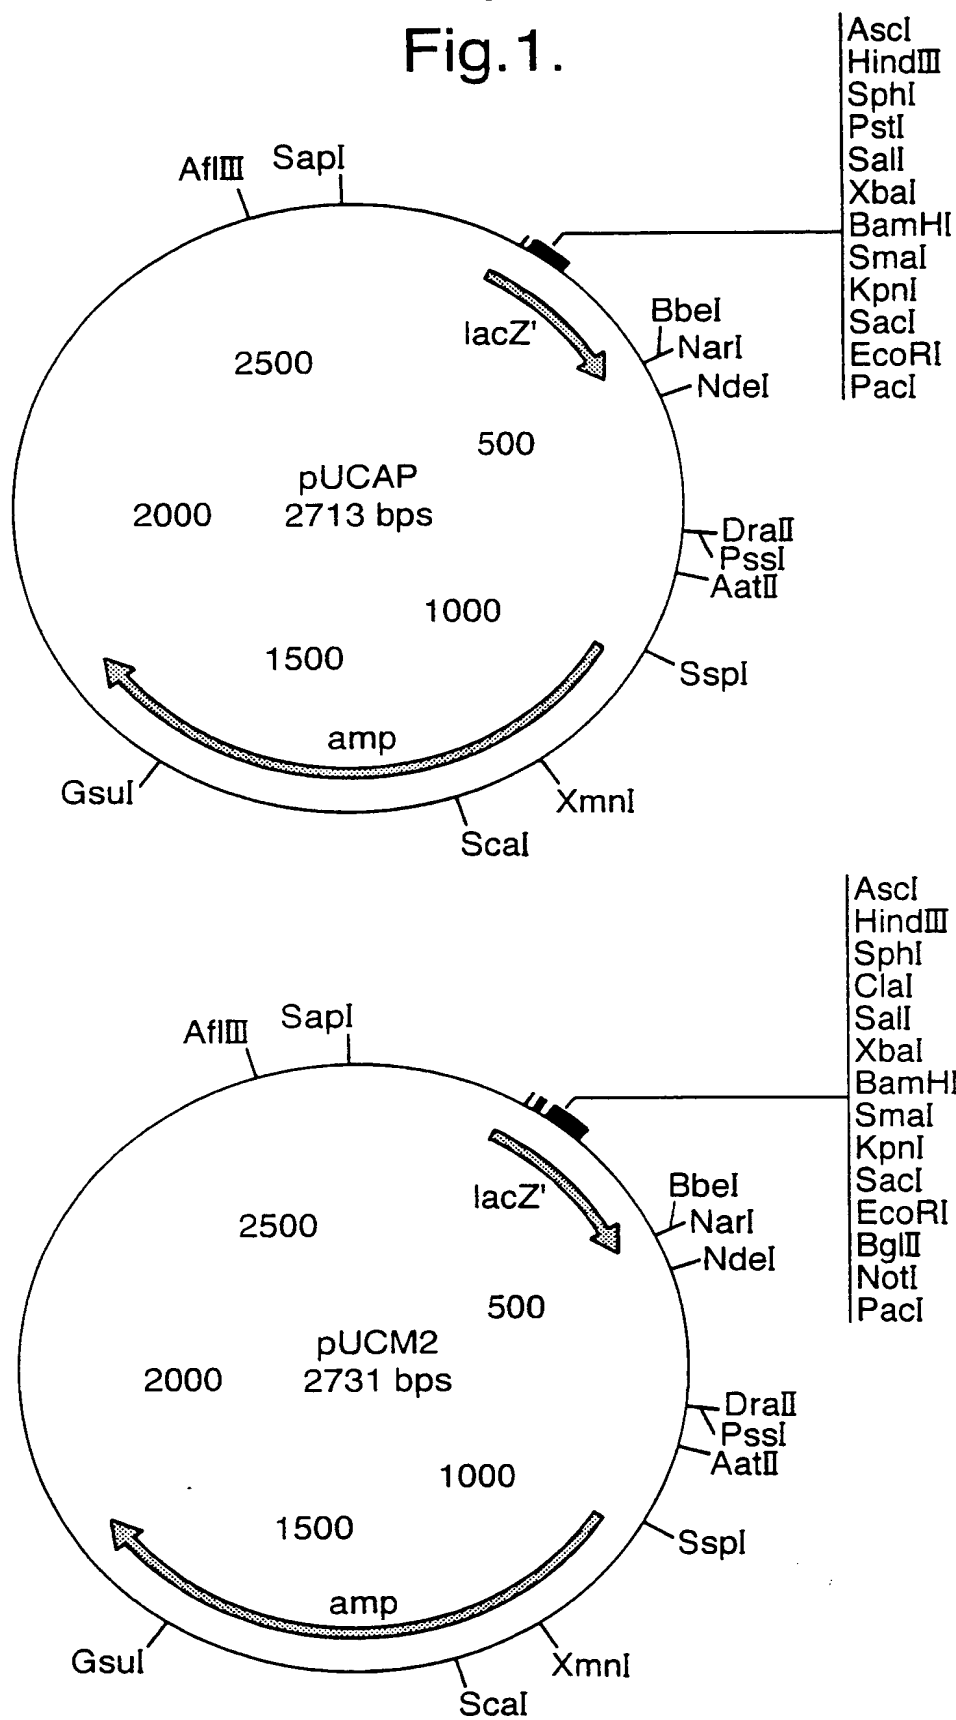 Fig.1.
AscI
HindIII
SphI
PstI
SalI
XbaI
BamHI
SmaI
KpnI
SacI
EcoRI
PacI
AflIII
SapI
lacZ'
BbeI
NarI
NdeI
2500
500
pUCAP
2713 bps
2000
DraII
PssI
AatII
1000
1500
SspI
amp
GsuI
XmnI
ScaI
AscI
HindIII
SphI
ClaI
SalI
XbaI
BamHI
SmaI
KpnI
SacI
EcoRI
BglII
NotI
PacI
AflIII
SapI
lacZ'
BbeI
NarI
NdeI
2500
500
pUCM2
2731 bps
2000
DraII
PssI
AatII
1000
1500
SspI
amp
GsuI
XmnI
ScaI